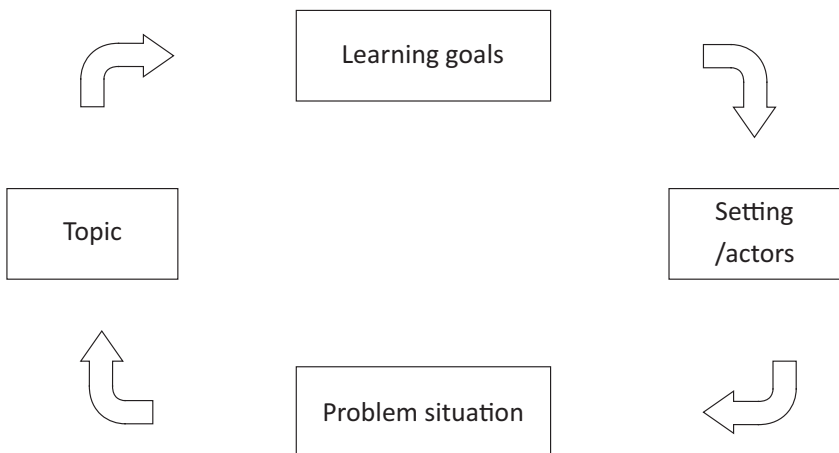 Learning goals
Topic
Setting
/actors
Problem situation